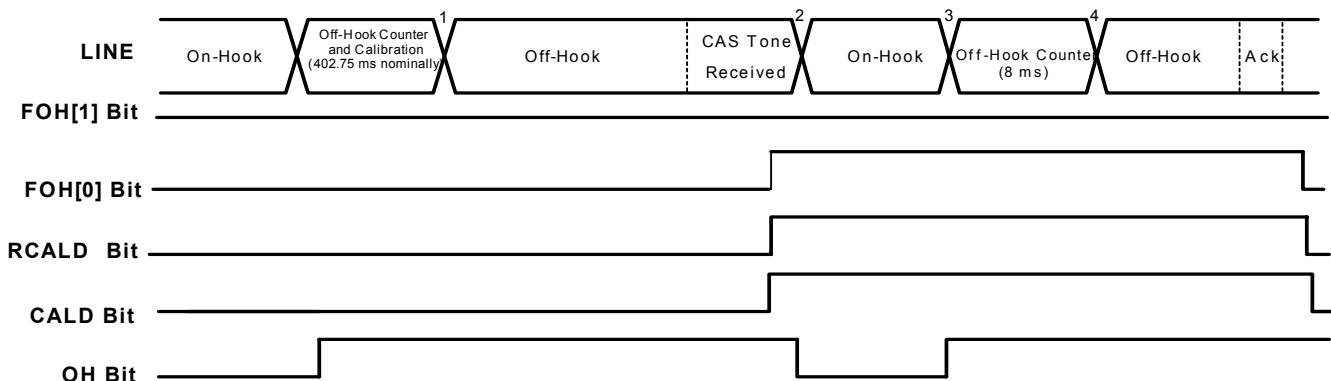 1 2 3 4
LINE
On-Hook
Off-Hook Counter
and Calibration
(402.75 ms nominally)
Off-Hook
CAS Tone
Received
On-Hook
Off-Hook Counter
(8 ms)
Off-Hook
Ack
FOH[1] Bit
FOH[0] Bit
RCALD Bit
CALD Bit
OH Bit